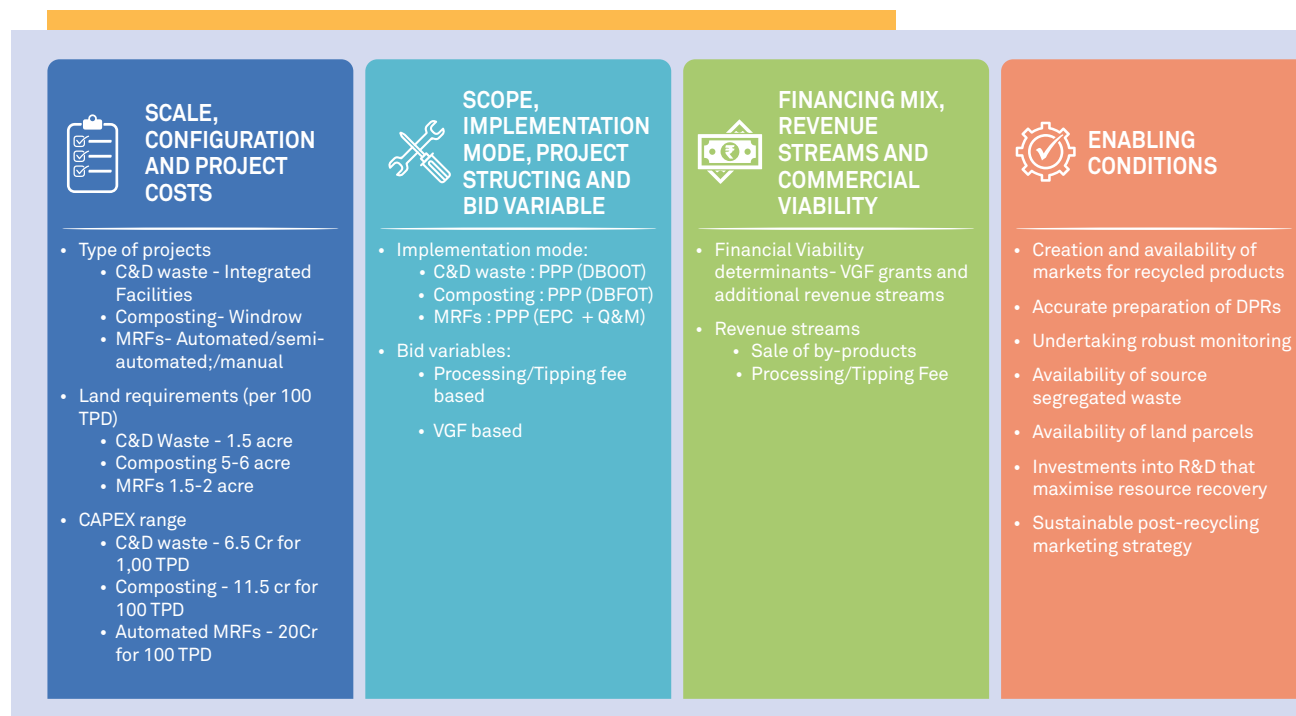 SCALE,
CONFIGURATION
AND PROJECT
COSTS
• Type of projects
• C&D waste - Integrated
Facilities
• Composting- Windrow
• MRFs- Automated/semi-
automated;/manual
• Land requirements (per 100
TPD)
• C&D Waste - 1.5 acre
• Composting 5-6 acre
• MRFs 1.5-2 acre
• CAPEX range
• C&D waste - 6.5 Cr for
1,00 TPD
• Composting - 11.5 cr for
100 TPD
• Automated MRFs - 20Cr
for 100 TPD
SCOPE,
IMPLEMENTATION
MODE, PROJECT
STRUCTING AND
BID VARIABLE
• Implementation mode:
• C&D waste : PPP (DBOOT)
• Composting : PPP (DBFOT)
• MRFs : PPP (EPC + Q&M)
• Bid variables:
• Processing/Tipping fee
based
• VGF based
₹
FINANCING MIX,
REVENUE
STREAMS AND
COMMERCIAL
VIABILITY
• Financial Viability
determinants- VGF grants and
additional revenue streams
• Revenue streams
• Sale of by-products
• Processing/Tipping Fee
ENABLING
CONDITIONS
• Creation and availability of
markets for recycled products
• Accurate preparation of DPRs
• Undertaking robust monitoring
• Availability of source
segregated waste
• Availability of land parcels
• Investments into R&D that
maximise resource recovery
• Sustainable post-recycling
marketing strategy